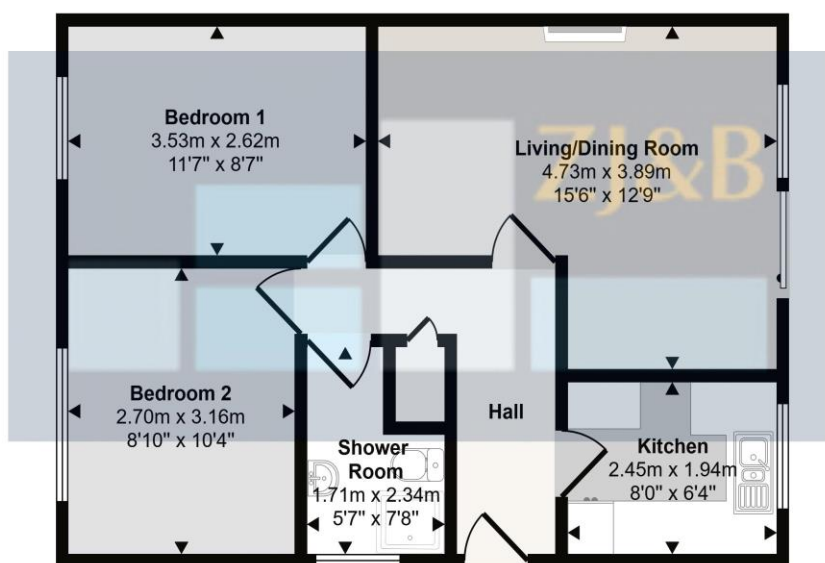 Bedroom 1
3.53m x 2.62m
11'7" x 8'7"
Living/Dining Room
4.73m x 3.89m
15'6" x 12'9"
ZJ&B
Bedroom 2
2.70m x 3.16m
8'10" x 10'4"
Hall
Shower
Room
1.71m x 2.34m
5'7" x 7'8"
Kitchen
2.45m x 1.94m
8'0" x 6'4"